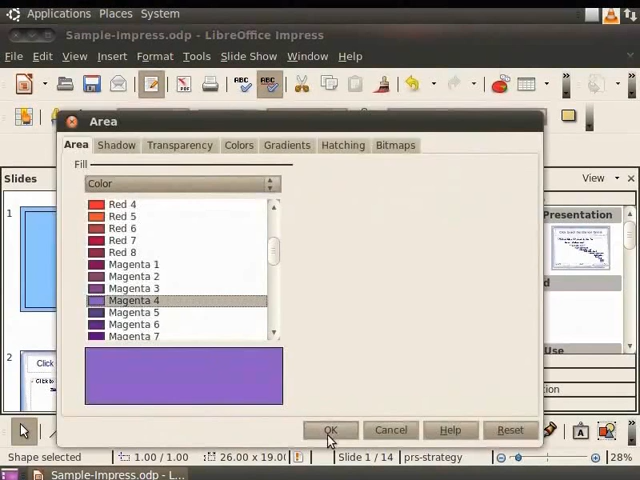 Applications Places System
Sample-Impress.odp - LibreOffice Impress
File Edit View Insert Format Tools Slide Show Window Help
Area
Area Shadow Transparency Colors Gradients Hatching Bitmaps
Fill
Color
Red 4
Red 5
Red 6
Red 7
Red 8
Magenta 1
Magenta 2
Magenta 3
Magenta 4
Magenta 5
Magenta 6
Magenta 7
OK Cancel Help Reset
Slides
View
Presentation
1
2
Shape selected 1.00 / 1.00 26.00 x 19.0 Slide 1 / 14 prs-strategy 28%
Sample-Impress.odp - L...